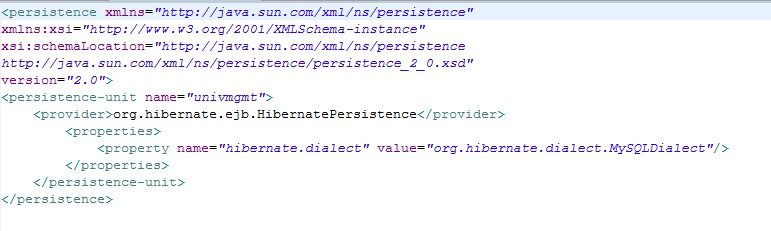 <persistence xmlns="http://java.sun.com/xml/ns/persistence"
xmlns:xsi="http://www.w3.org/2001/XMLSchema-instance"
xsi:schemaLocation="http://java.sun.com/xml/ns/persistence
http://java.sun.com/xml/ns/persistence/persistence_2_0.xsd"
version="2.0">
<persistence-unit name="univmgmt">
    <provider>org.hibernate.ejb.HibernatePersistence</provider>
        <properties>
            <property name="hibernate.dialect" value="org.hibernate.dialect.MySQLDialect"/>
        </properties>
    </persistence-unit>
</persistence>